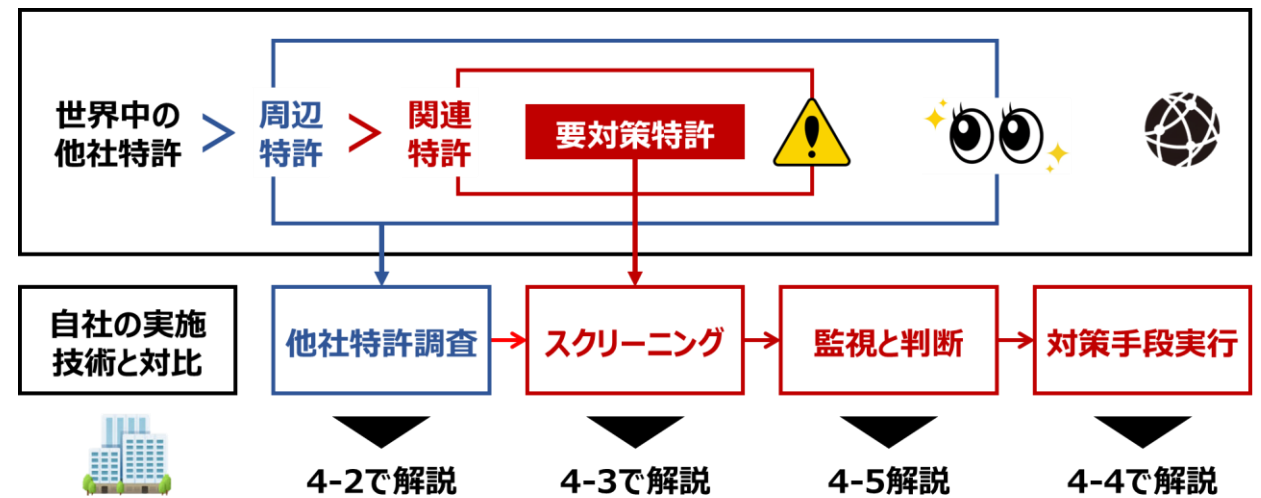 世界中の
他社特許
>
周辺
特許
>
関連
特許
要対策特許
自社の実施
技術と対比
他社特許調査
スクリーニング
監視と判断
対策手段実行
4-2で解説
4-3で解説
4-5解説
4-4で解説